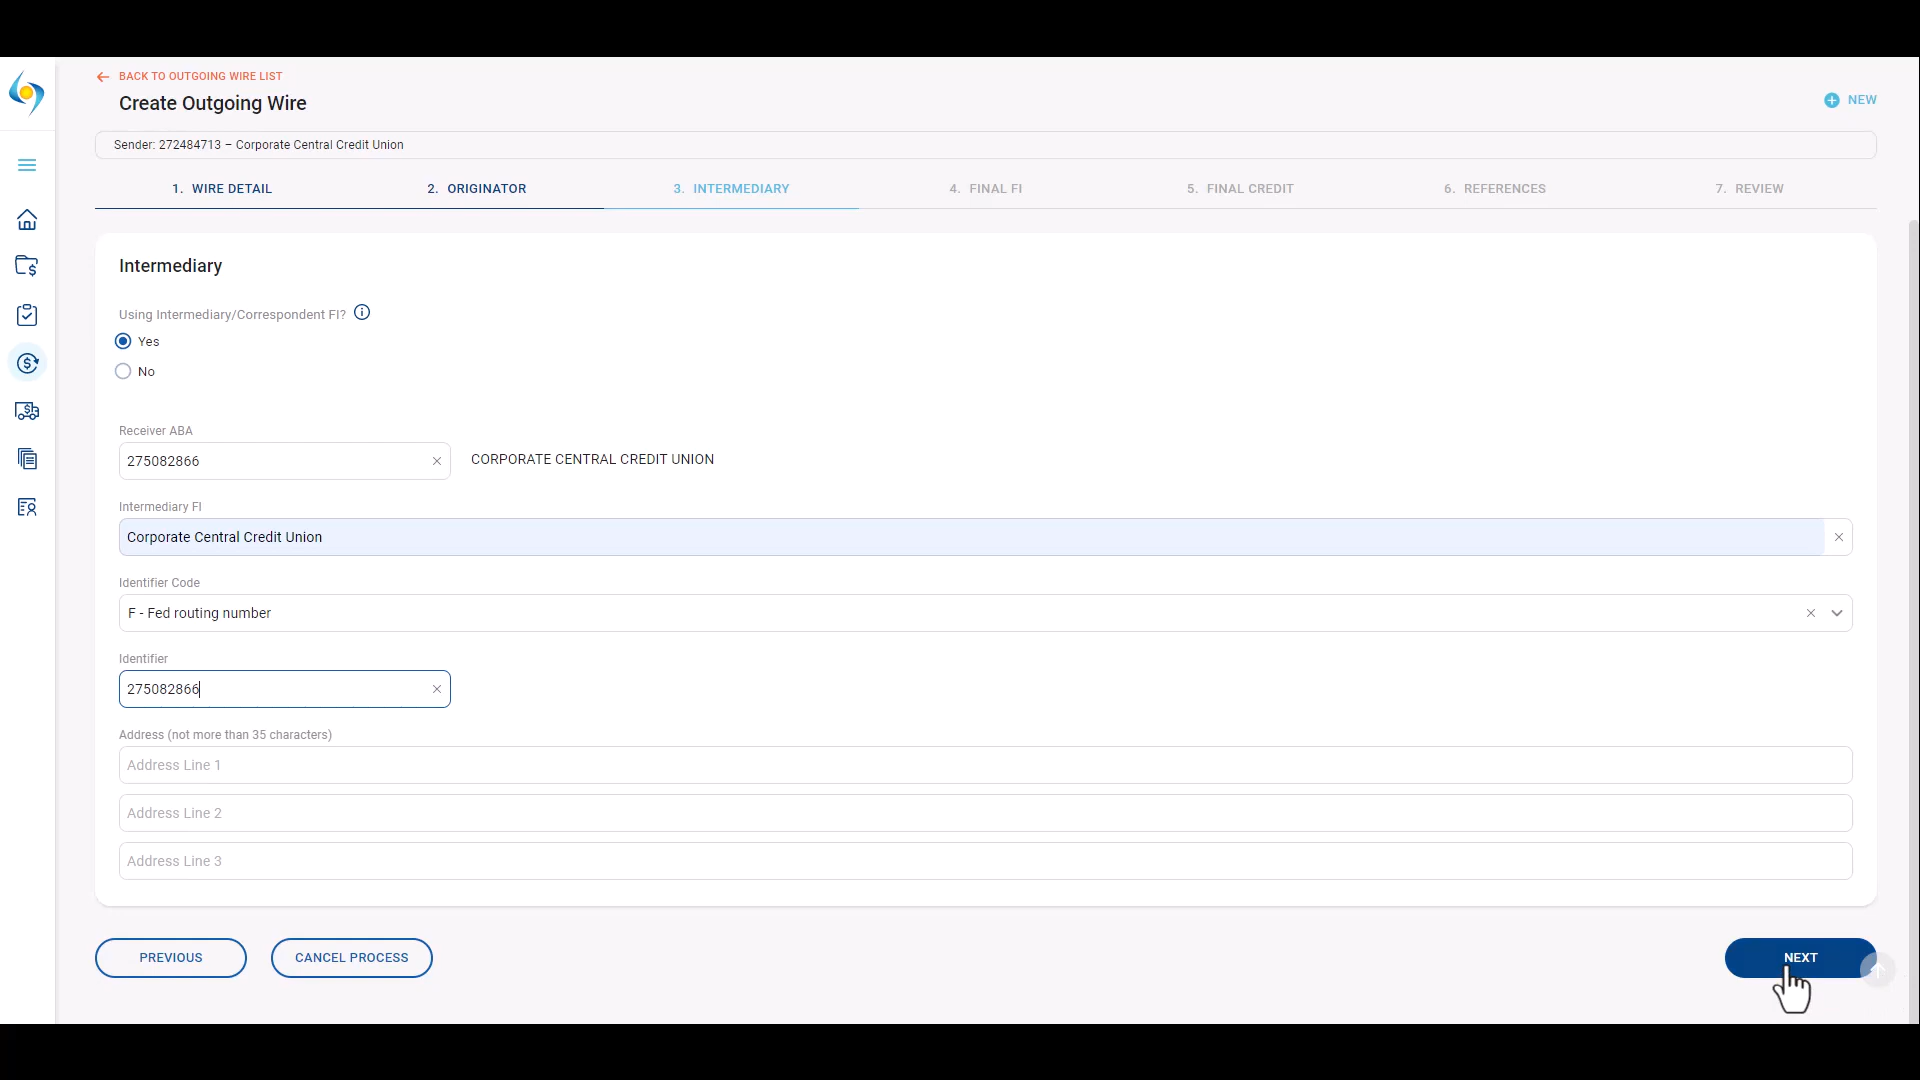 BACK TO OUTGOING WIRE LIST
Create Outgoing Wire
NEW
Sender: 272484713 – Corporate Central Credit Union
1. WIRE DETAIL
2. ORIGINATOR
3. INTERMEDIARY
4. FINAL FI
5. FINAL CREDIT
6. REFERENCES
7. REVIEW
Intermediary
Using Intermediary/Correspondent FI?
Yes
No
Receiver ABA
275082866
CORPORATE CENTRAL CREDIT UNION
Intermediary FI
Corporate Central Credit Union
Identifier Code
F - Fed routing number
Identifier
275082866
Address (not more than 35 characters)
Address Line 1
Address Line 2
Address Line 3
PREVIOUS
CANCEL PROCESS
NEXT